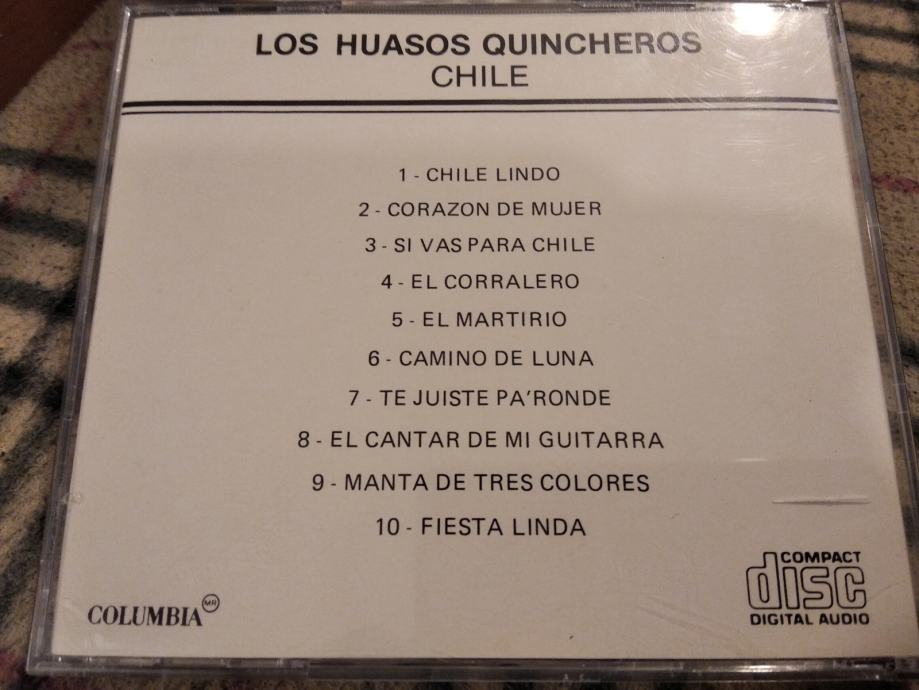 LOS HUASOS QUINCHEROS
CHILE
1 - CHILE LINDO
2 - CORAZON DE MUJER
3 - SI VAS PARA CHILE
4 - EL CORRALERO
5 - EL MARTIRIO
6 - CAMINO DE LUNA
7 - TE JUISTE PA'RONDE
8 - EL CANTAR DE MI GUITARRA
9 - MANTA DE TRES COLORES
10 - FIESTA LINDA
COLUMBIA MR
COMPACT
disc
DIGITAL AUDIO